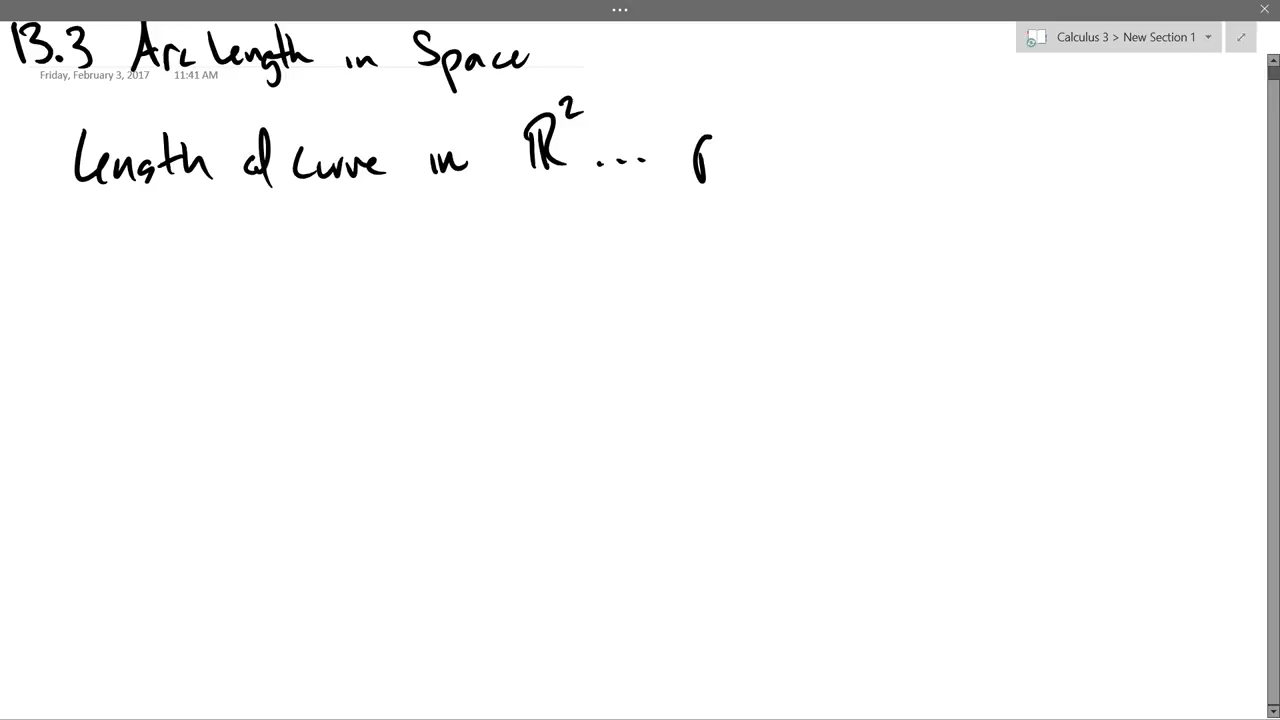 13.3 Arc Length in Space
Friday, February 3, 2017 11:41 AM
Calculus 3 > New Section 1
Length of curve in ℝ² ...